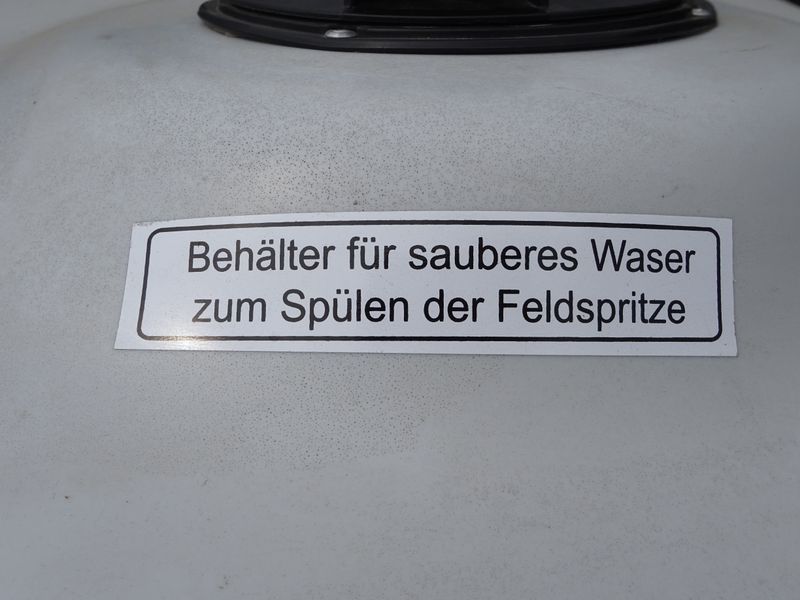 Behälter für sauberes Waser
zum Spülen der Feldspritze